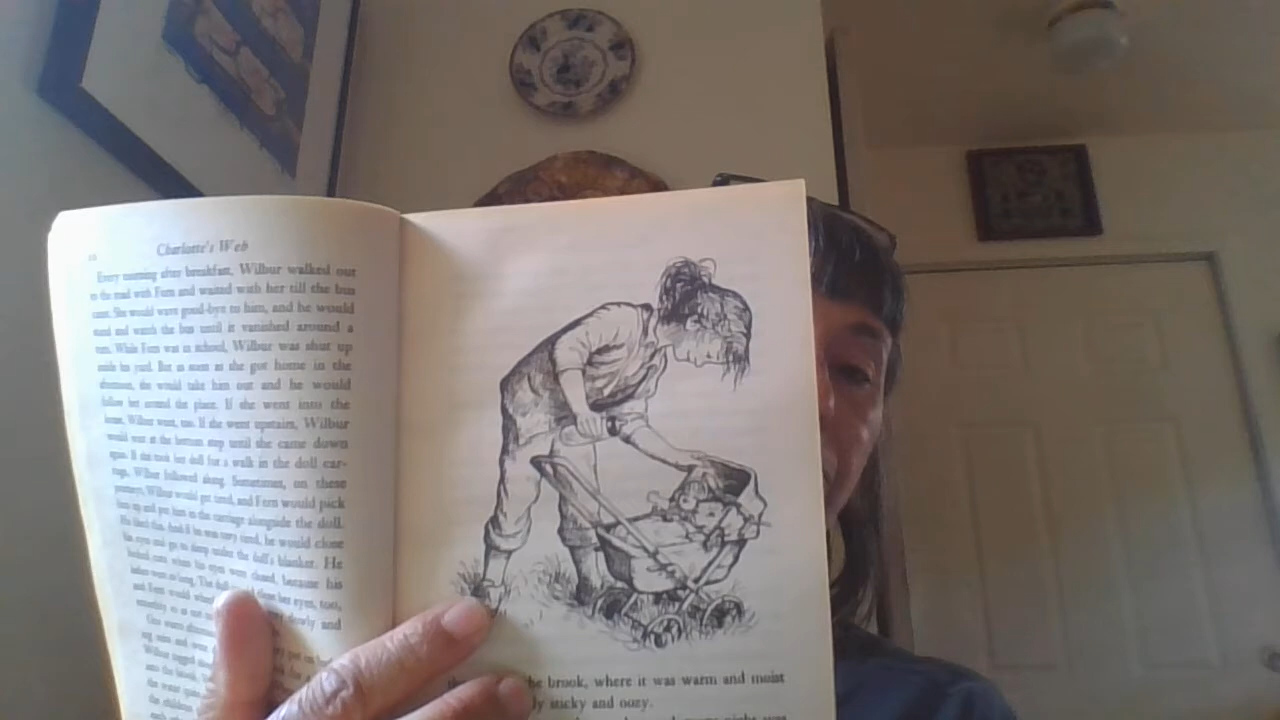 Charlotte's Web
Every morning after breakfast, Wilbur walked out
to the road with Fern and waited with her till the bus
came. She would wave good-bye to him, and he would
stand and watch the bus until it vanished around a
turn. While Fern was in school, Wilbur was shut up
inside his yard. But as soon as she got home in the
afternoon, she would take him out and he would
follow her around the place. If she went into the
house, Wilbur went, too. If she went upstairs, Wilbur
would wait at the bottom step until she came down
again. If she took her doll for a walk in the doll car-
riage, Wilbur followed along. Sometimes, on these
journeys, Wilbur would get tired, and Fern would pick
him up and put him in the carriage alongside the doll.
He liked this. And if he was very tired, he would close
his eyes and go to sleep under the doll's blanket. He
looked cute when his eyes were closed, because his
lashes were so long. The doll would close her eyes, too,
and Fern would wheel slowly and
he brook, where it was warm and moist
ly sticky and oozy.